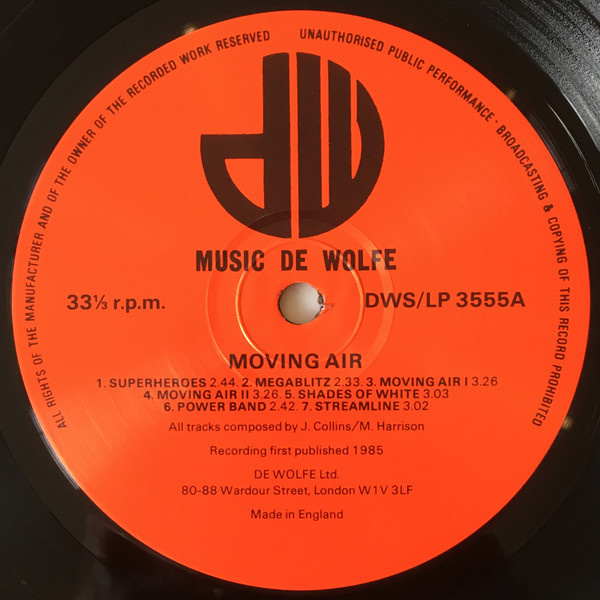 ALL RIGHTS OF THE MANUFACTURER AND OF THE OWNER OF THE RECORDED WORK RESERVED
UNAUTHORISED PUBLIC PERFORMANCE · BROADCASTING & COPYING OF THIS RECORD PROHIBITED
dW
MUSIC DE WOLFE
33⅓ r.p.m.
DWS/LP 3555A
MOVING AIR
1. SUPERHEROES 2.44. 2. MEGABLITZ 2.33. 3. MOVING AIR I 3.26
4. MOVING AIR II 3.26. 5. SHADES OF WHITE 3.03
6. POWER BAND 2.42. 7. STREAMLINE 3.02
All tracks composed by J. Collins/M. Harrison
Recording first published 1985
DE WOLFE Ltd.
80-88 Wardour Street, London W1V 3LF
Made in England